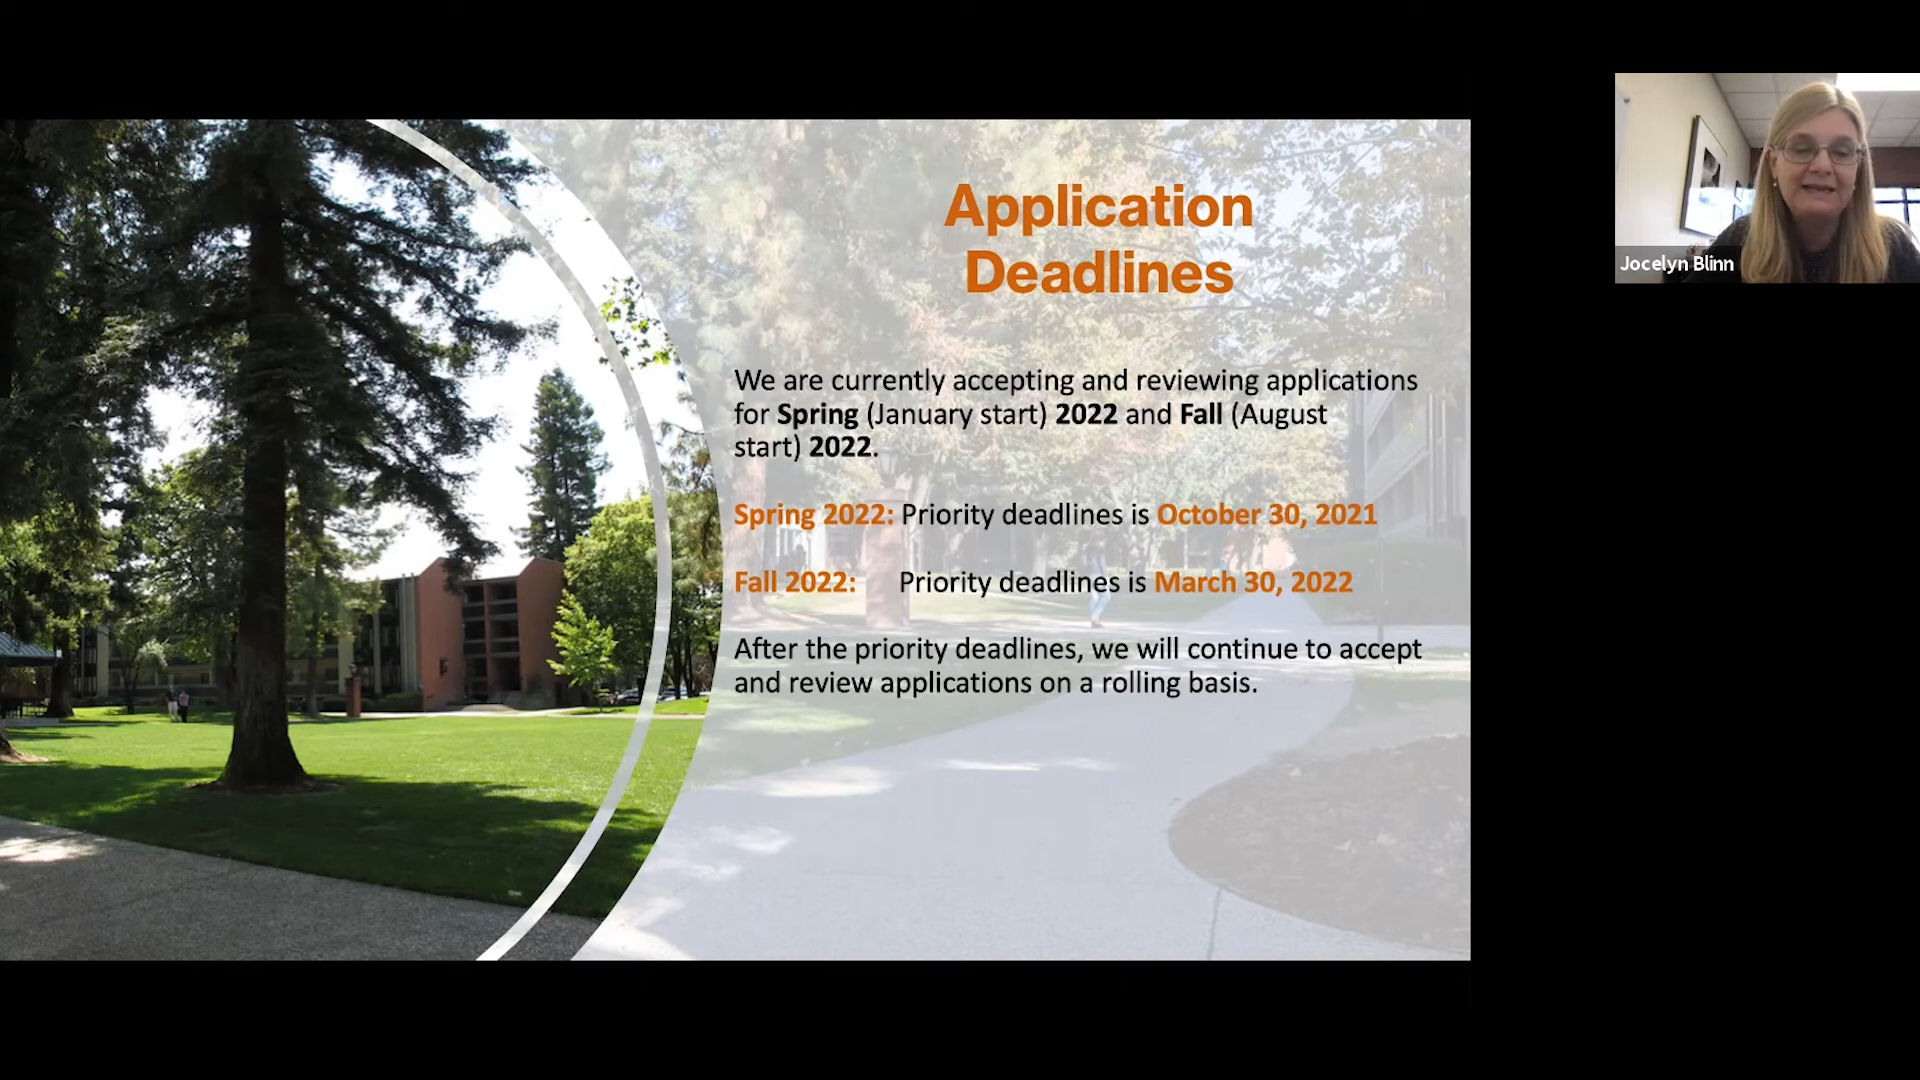 Application
Deadlines
We are currently accepting and reviewing applications
for Spring (January start) 2022 and Fall (August
start) 2022.
Spring 2022: Priority deadlines is October 30, 2021
Fall 2022: Priority deadlines is March 30, 2022
After the priority deadlines, we will continue to accept
and review applications on a rolling basis.
Jocelyn Blinn